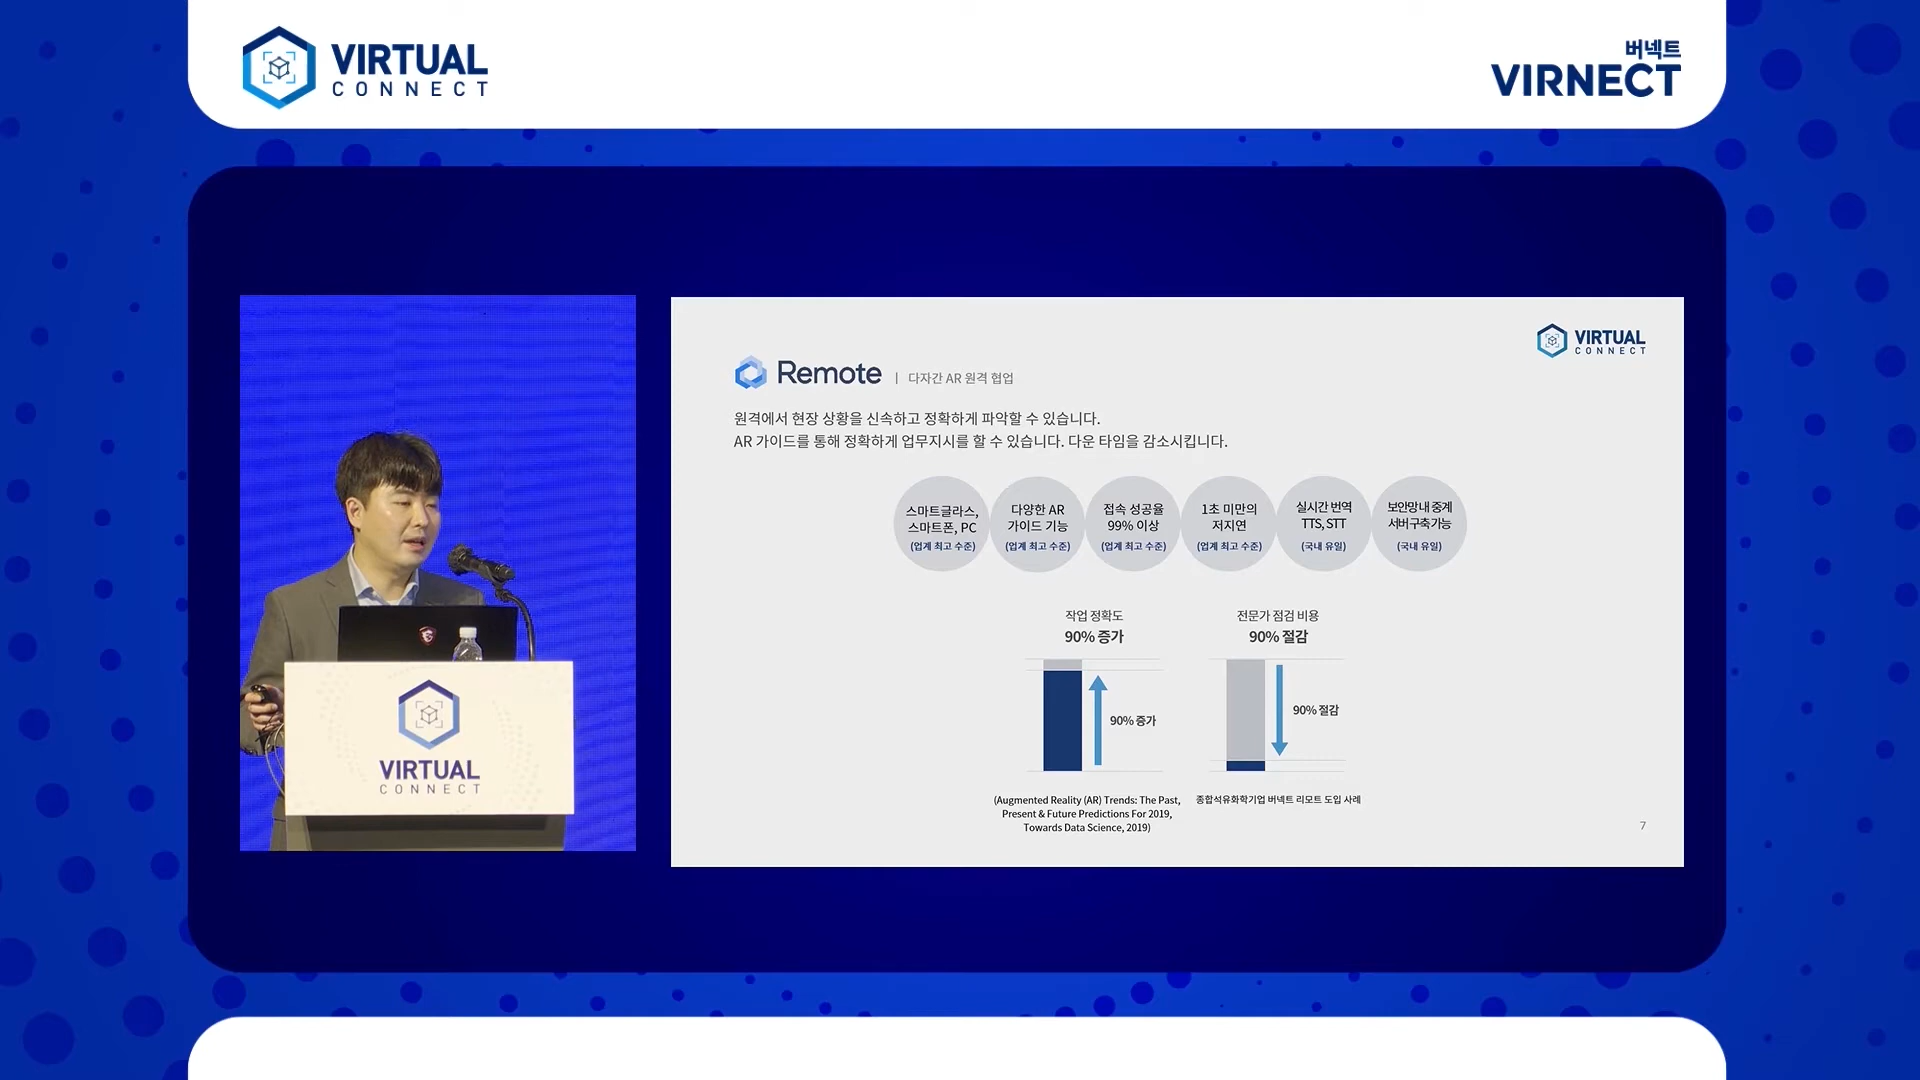 VIRTUAL
CONNECT
버넥트
VIRNECT
VIRTUAL
CONNECT
Remote | 다자간 AR 원격 협업
원격에서 현장 상황을 신속하고 정확하게 파악할 수 있습니다.
AR 가이드를 통해 정확하게 업무지시를 할 수 있습니다. 다운 타임을 감소시킵니다.
스마트글라스,
스마트폰, PC
(업계 최고 수준)
다양한 AR
가이드 기능
(업계 최고 수준)
접속 성공율
99% 이상
(업계 최고 수준)
1초 미만의
저지연
(업계 최고 수준)
실시간 번역
TTS, STT
(국내 유일)
보안망 내 중계
서버 구축 가능
(국내 유일)
작업 정확도
90% 증가
90% 증가
(Augmented Reality (AR) Trends: The Past,
Present & Future Predictions For 2019,
Towards Data Science, 2019)
전문가 점검 비용
90% 절감
90% 절감
종합석유화학기업 버넥트 리모트 도입 사례
7
VIRTUAL
CONNECT